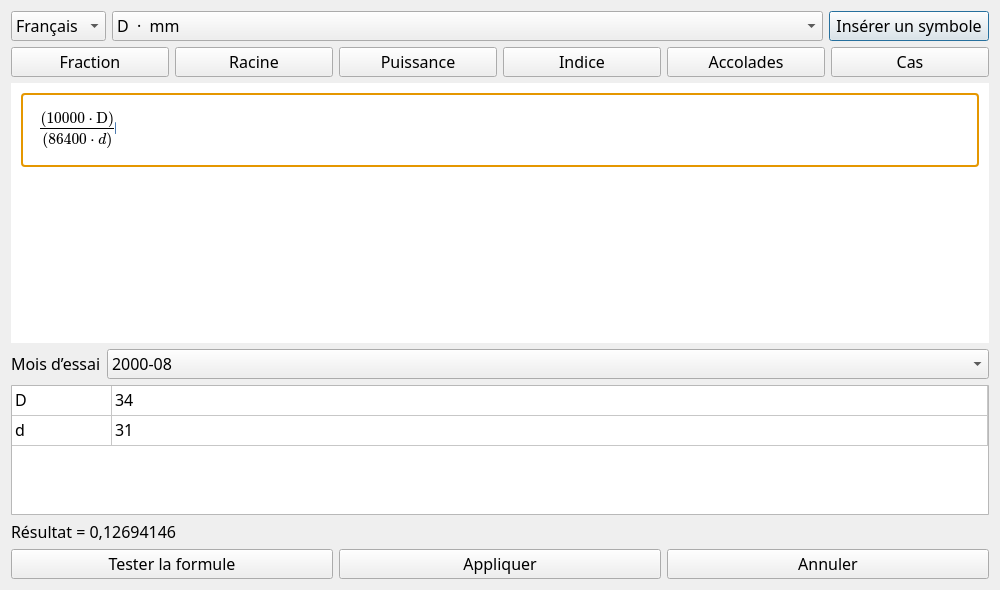 Français D · mm Insérer un symbole
Fraction Racine Puissance Indice Accolades Cas
(10000 · D)
(86400 · d)
Mois d’essai 2000-08
D 34
d 31
Résultat = 0,12694146
Tester la formule Appliquer Annuler